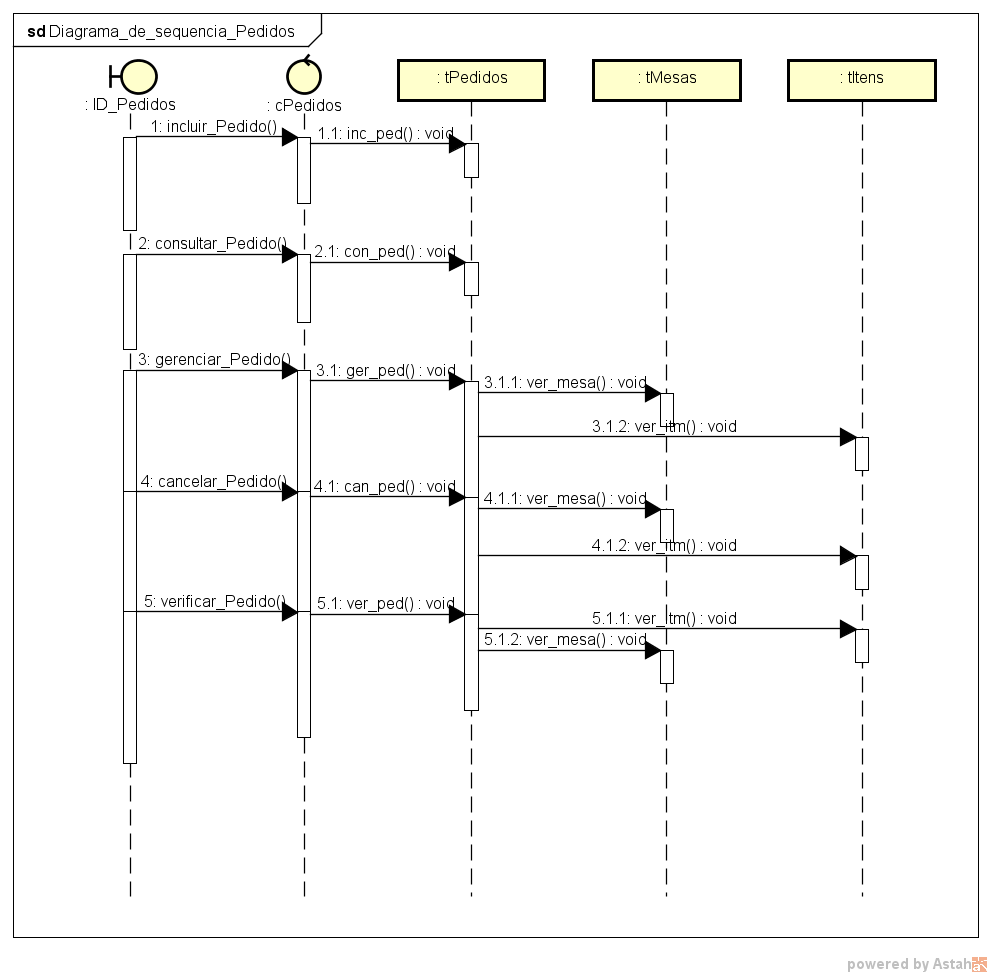 sd Diagrama_de_sequencia_Pedidos
: ID_Pedidos
: cPedidos
: tPedidos
: tMesas
: tItens
1: incluir_Pedido()
1.1: inc_ped() : void
2: consultar_Pedido()
2.1: con_ped() : void
3: gerenciar_Pedido()
3.1: ger_ped() : void
3.1.1: ver_mesa() : void
3.1.2: ver_itm() : void
4: cancelar_Pedido()
4.1: can_ped() : void
4.1.1: ver_mesa() : void
4.1.2: ver_itm() : void
5: verificar_Pedido()
5.1: ver_ped() : void
5.1.1: ver_itm() : void
5.1.2: ver_mesa() : void
powered by Astah